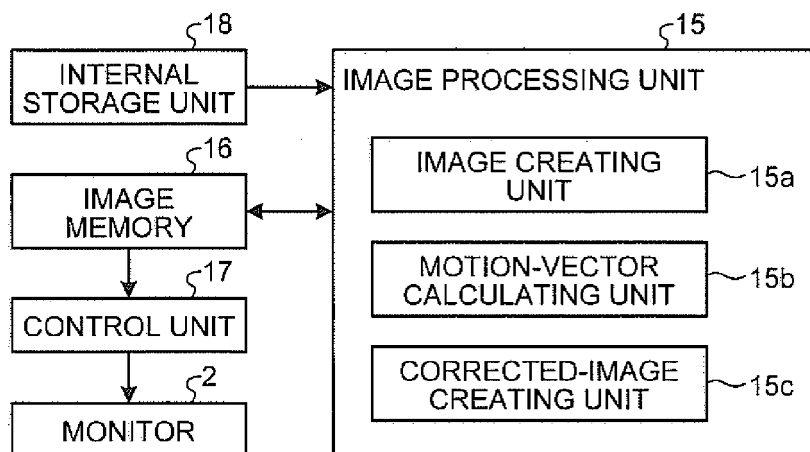 18
INTERNAL
STORAGE UNIT
16
IMAGE
MEMORY
17
CONTROL UNIT
2
MONITOR
15
IMAGE PROCESSING UNIT
IMAGE CREATING
UNIT
15a
MOTION-VECTOR
CALCULATING UNIT
15b
CORRECTED-IMAGE
CREATING UNIT
15c